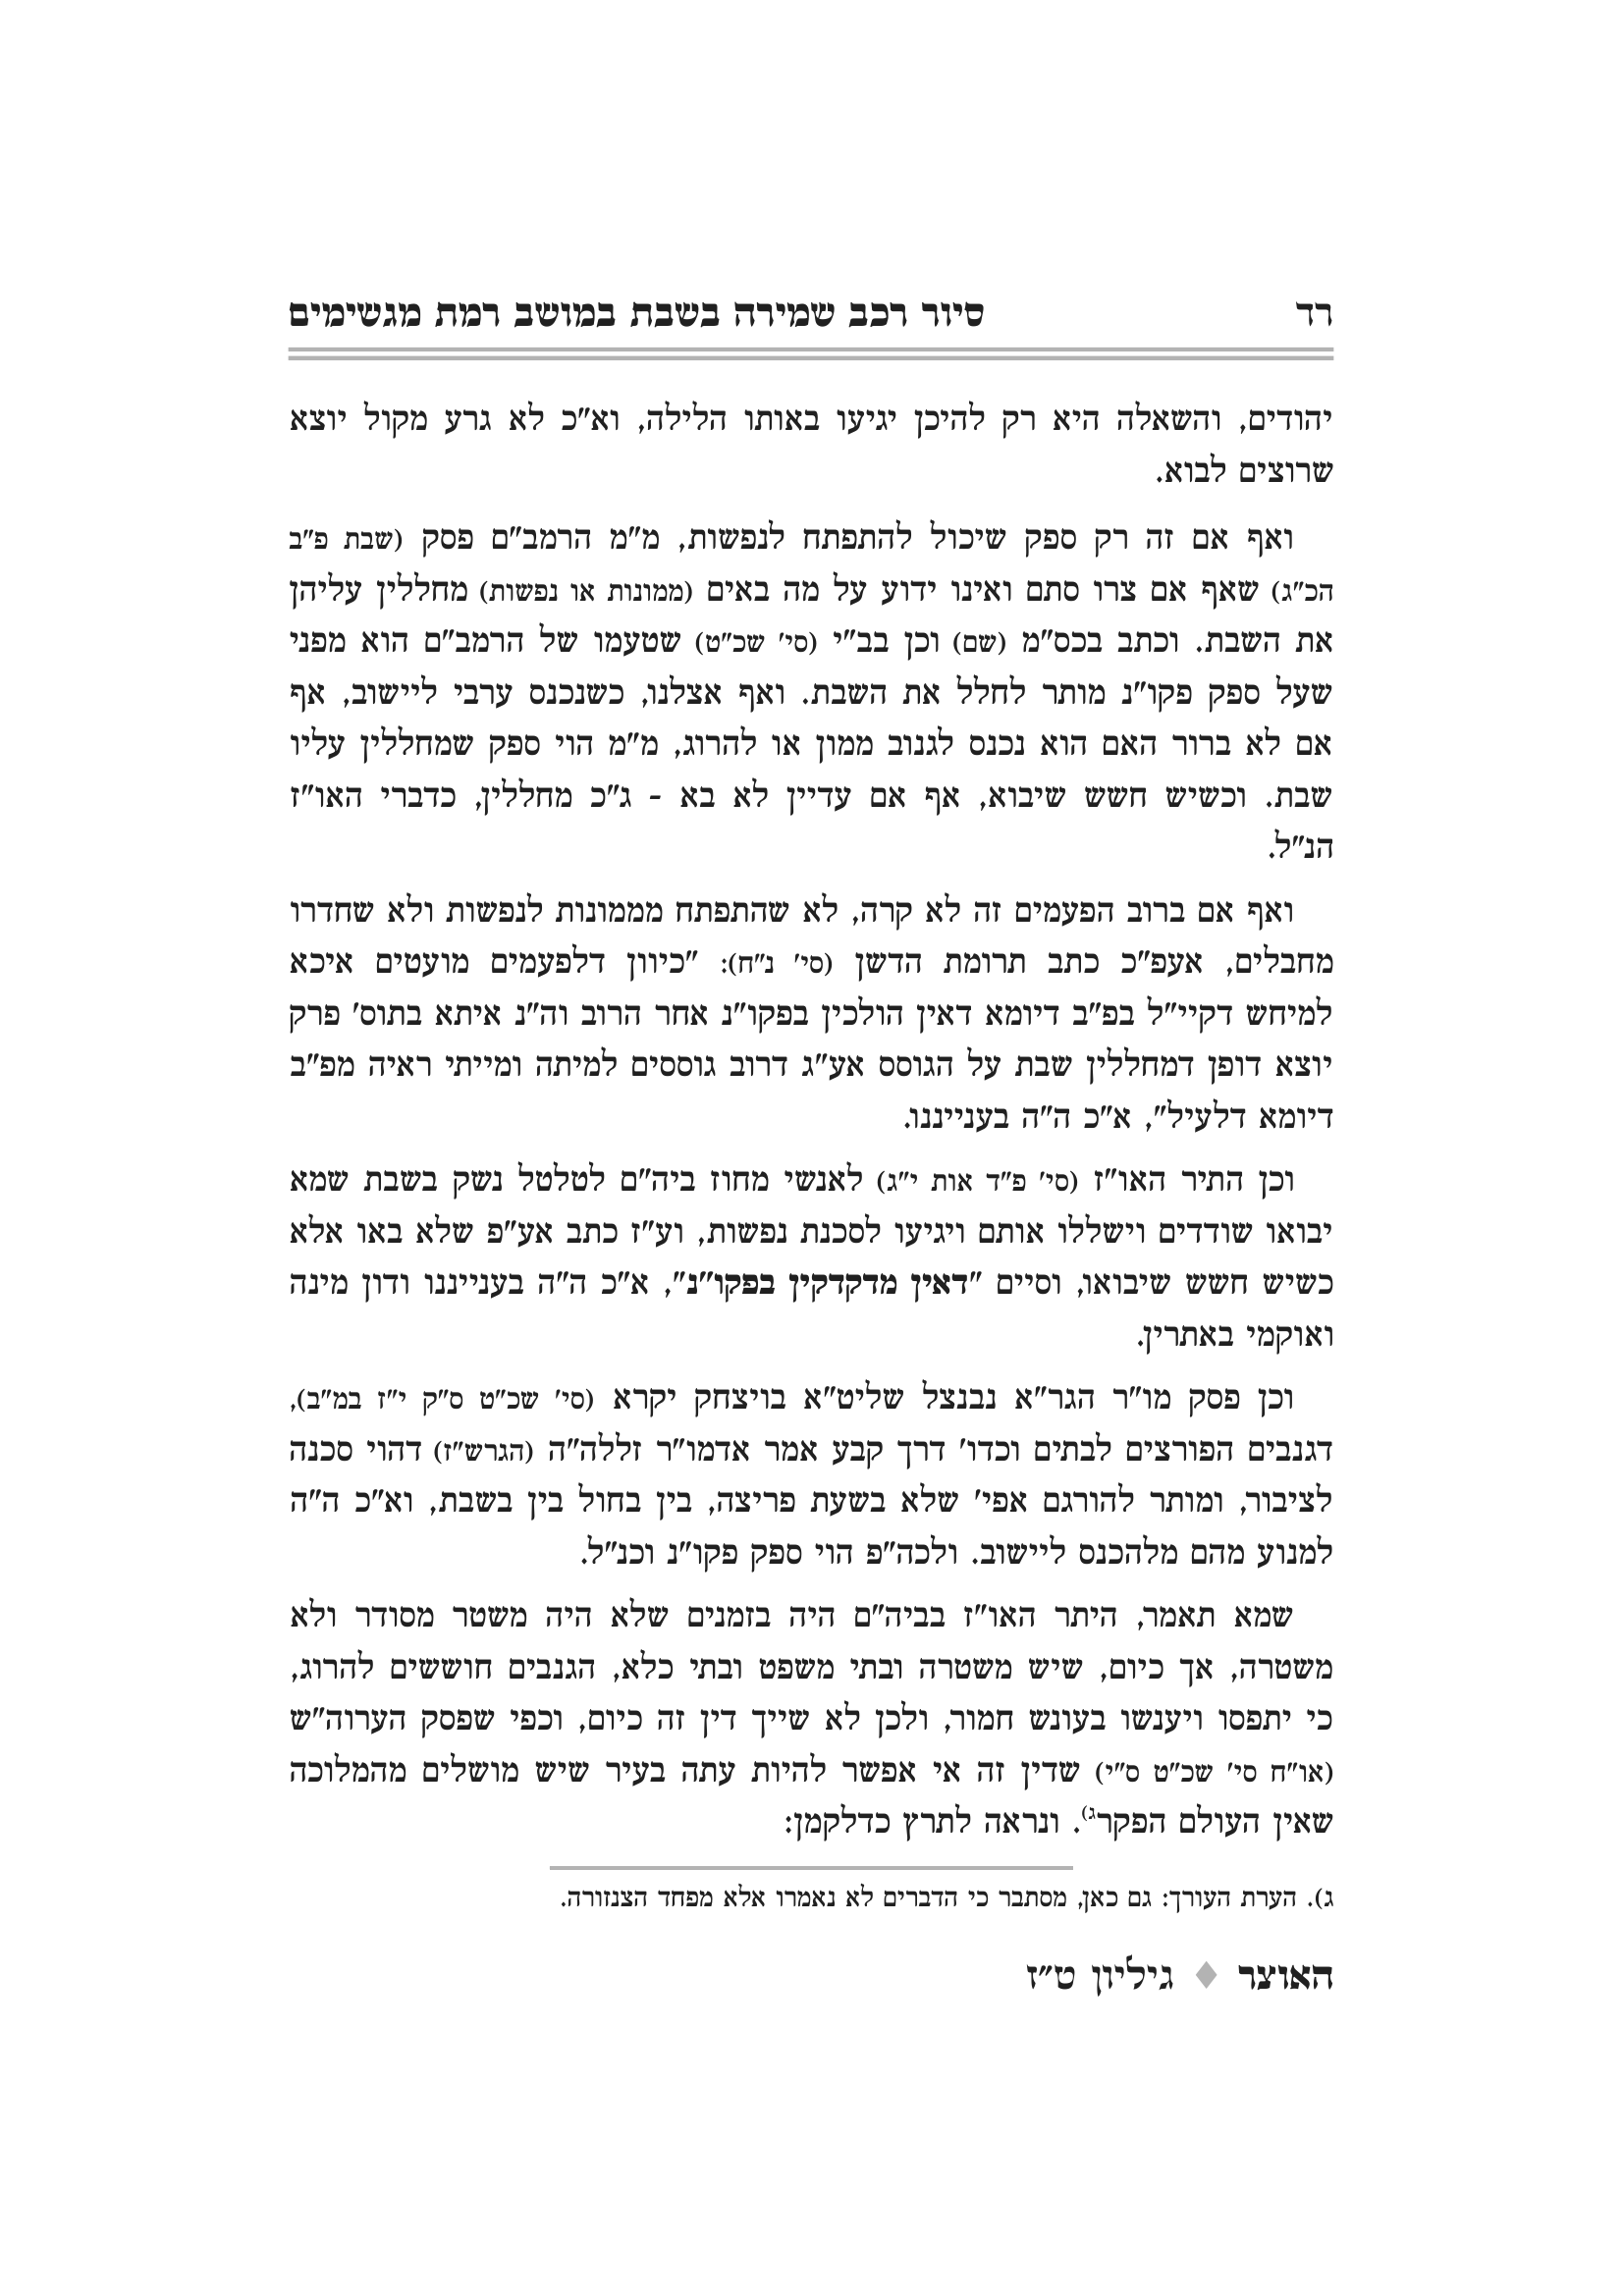 רד סיור רכב שמירה בשבת במושב רמת מגשימים
יהודים, והשאלה היא רק להיכן יגיעו באותו הלילה, וא"כ לא גרע מקול יוצא
שרוצים לבוא.
ואף אם זה רק ספק שיכול להתפתח לנפשות, מ"מ הרמב"ם פסק (שבת פ"ב
הכ"ג) שאף אם צרו סתם ואינו ידוע על מה באים (ממונות או נפשות) מחללין עליהן
את השבת. וכתב בכס"מ (שם) וכן בב"י (סי' שכ"ט) שטעמו של הרמב"ם הוא מפני
שעל ספק פקו"נ מותר לחלל את השבת. ואף אצלנו, כשנכנס ערבי ליישוב, אף
אם לא ברור האם הוא נכנס לגנוב ממון או להרוג, מ"מ הוי ספק שמחללין עליו
שבת. וכשיש חשש שיבוא, אף אם עדיין לא בא - ג"כ מחללין, כדברי האו"ז
הנ"ל.
ואף אם ברוב הפעמים זה לא קרה, לא שהתפתח מממונות לנפשות ולא שחדרו
מחבלים, אעפ"כ כתב תרומת הדשן (סי' נ"ח): "כיוון דלפעמים מועטים איכא
למיחש דקיי"ל בפ"ב דיומא דאין הולכין בפקו"נ אחר הרוב וה"נ איתא בתוס' פרק
יוצא דופן דמחללין שבת על הגוסס אע"ג דרוב גוססים למיתה ומייתי ראיה מפ"ב
דיומא דלעיל", א"כ ה"ה בענייננו.
וכן התיר האו"ז (סי' פ"ד אות י"ג) לאנשי מחוז ביה"ם לטלטל נשק בשבת שמא
יבואו שודדים וישללו אותם ויגיעו לסכנת נפשות, וע"ז כתב אע"פ שלא באו אלא
כשיש חשש שיבואו, וסיים "דאין מדקדקין בפקו"נ", א"כ ה"ה בענייננו ודון מינה
ואוקמי באתרין.
וכן פסק מו"ר הגר"א נבנצל שליט"א בויצחק יקרא (סי' שכ"ט ס"ק י"ז במ"ב),
דגנבים הפורצים לבתים וכדו' דרך קבע אמר אדמו"ר זללה"ה (הגרש"ז) דהוי סכנה
לציבור, ומותר להורגם אפי' שלא בשעת פריצה, בין בחול בין בשבת, וא"כ ה"ה
למנוע מהם מלהכנס ליישוב. ולכה"פ הוי ספק פקו"נ וכנ"ל.
שמא תאמר, היתר האו"ז בביה"ם היה בזמנים שלא היה משטר מסודר ולא
משטרה, אך כיום, שיש משטרה ובתי משפט ובתי כלא, הגנבים חוששים להרוג,
כי יתפסו ויענשו בעונש חמור, ולכן לא שייך דין זה כיום, וכפי שפסק הערוה"ש
(או"ח סי' שכ"ט ס"י) שדין זה אי אפשר להיות עתה בעיר שיש מושלים מהמלוכה
שאין העולם הפקרג). ונראה לתרץ כדלקמן:
ג). הערת העורך: גם כאן, מסתבר כי הדברים לא נאמרו אלא מפחד הצנזורה.
האוצר ♦ גיליון ט"ז